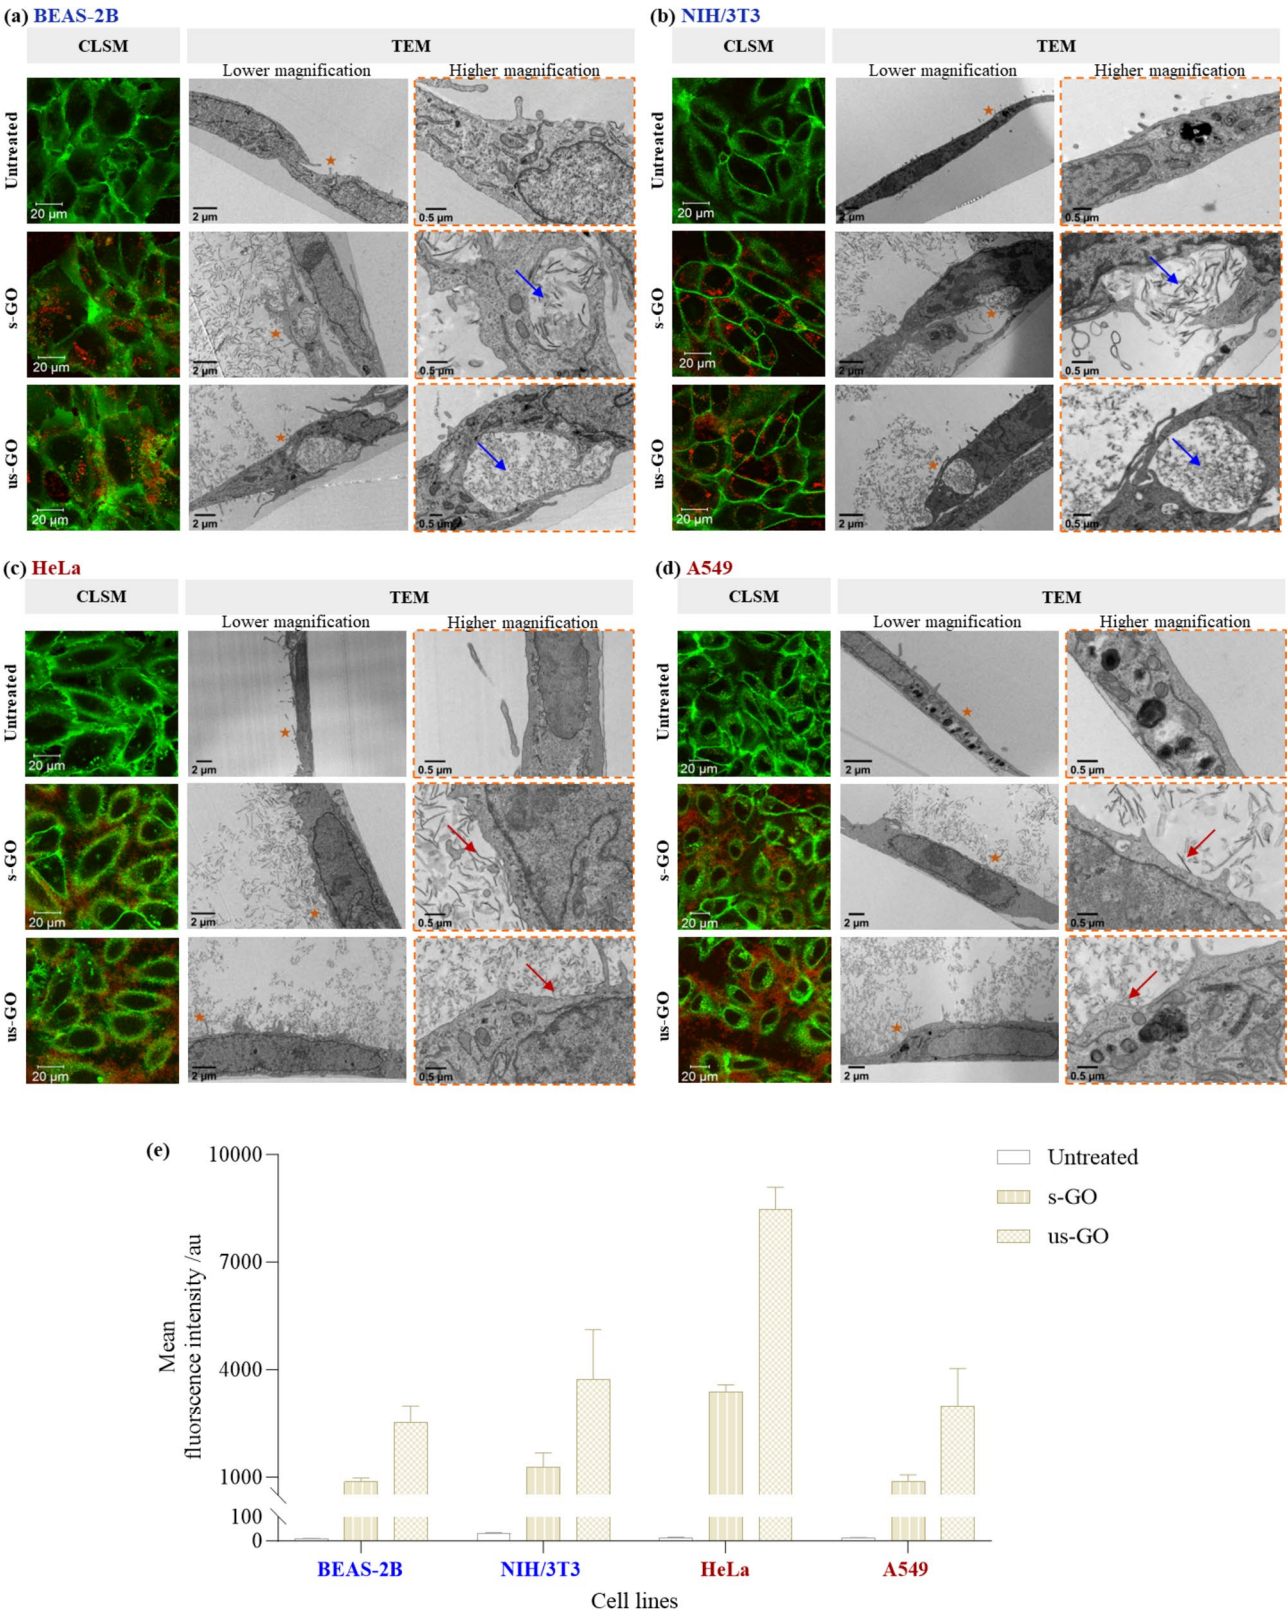 (a) BEAS-2B
CLSM TEM
Lower magnification Higher magnification
Untreated
20 µm 2 µm 0.5 µm
s-GO
20 µm 2 µm 0.5 µm
us-GO
20 µm 2 µm 0.5 µm
(b) NIH/3T3
CLSM TEM
Lower magnification Higher magnification
Untreated
20 µm 2 µm 0.5 µm
s-GO
20 µm 2 µm 0.5 µm
us-GO
20 µm 2 µm 0.5 µm
(c) HeLa
CLSM TEM
Lower magnification Higher magnification
Untreated
20 µm 2 µm 0.5 µm
s-GO
20 µm 2 µm 0.5 µm
us-GO
20 µm 2 µm 0.5 µm
(d) A549
CLSM TEM
Lower magnification Higher magnification
Untreated
20 µm 2 µm 0.5 µm
s-GO
20 µm 2 µm 0.5 µm
us-GO
20 µm 2 µm 0.5 µm
(e)
Mean
fluorscence intensity /au
10000
7000
4000
1000
100
0
Untreated
s-GO
us-GO
BEAS-2B NIH/3T3 HeLa A549
Cell lines